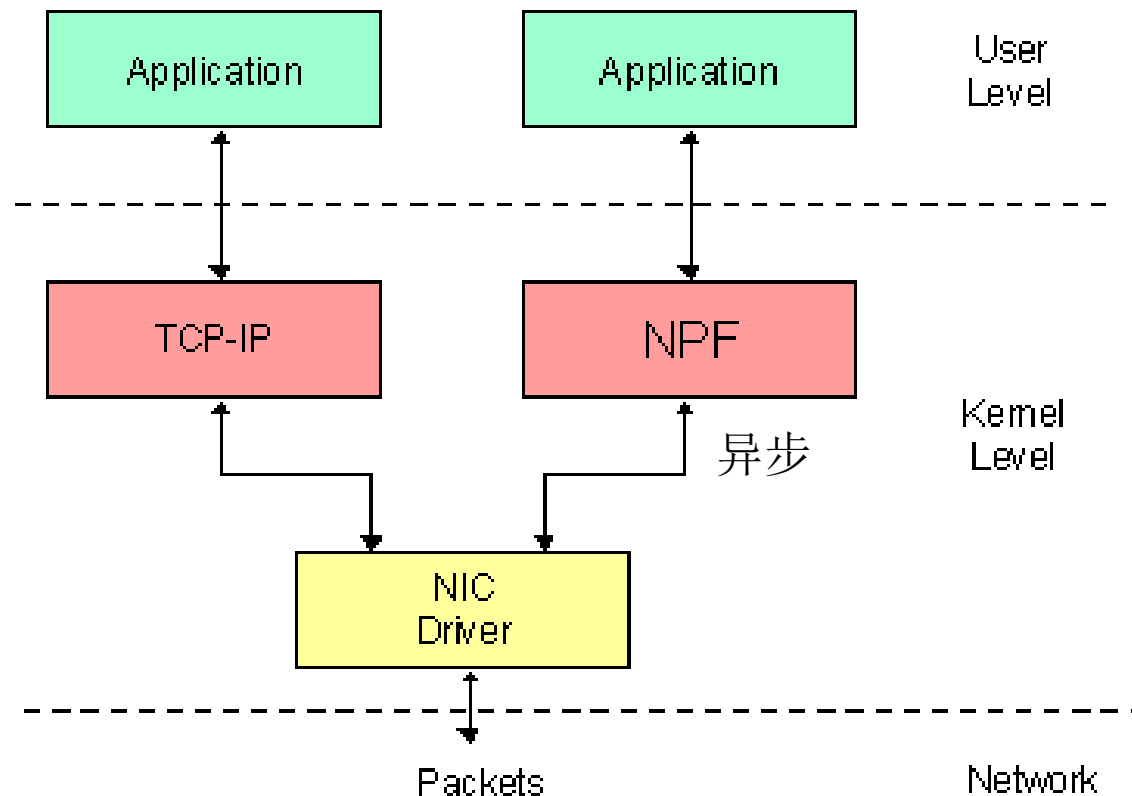 Application
Application
User
Level
TCP-IP
NPF
异步
Kernel
Level
NIC
Driver
Packets
Network